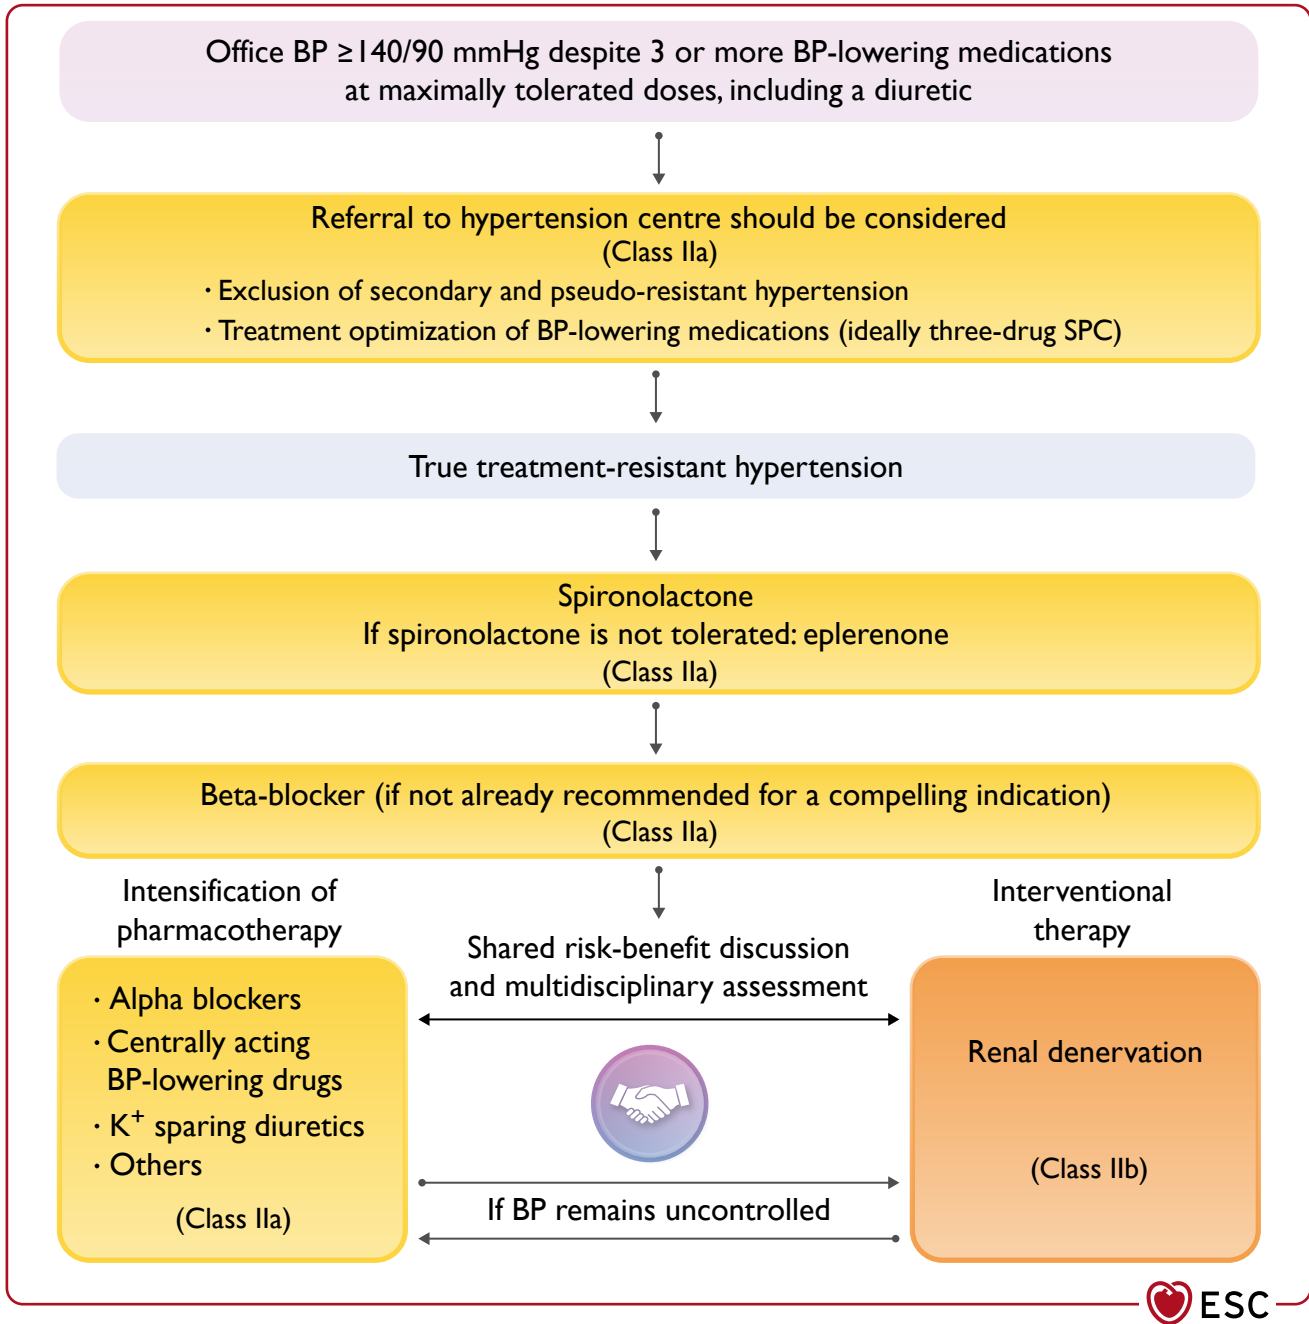 Office BP ≥140/90 mmHg despite 3 or more BP-lowering medications
at maximally tolerated doses, including a diuretic
Referral to hypertension centre should be considered
(Class IIa)
· Exclusion of secondary and pseudo-resistant hypertension
· Treatment optimization of BP-lowering medications (ideally three-drug SPC)
True treatment-resistant hypertension
Spironolactone
If spironolactone is not tolerated: eplerenone
(Class IIa)
Beta-blocker (if not already recommended for a compelling indication)
(Class IIa)
Intensification of
pharmacotherapy
· Alpha blockers
· Centrally acting
BP-lowering drugs
· K⁺ sparing diuretics
· Others
(Class IIa)
Shared risk-benefit discussion
and multidisciplinary assessment
If BP remains uncontrolled
Interventional
therapy
Renal denervation
(Class IIb)
ESC